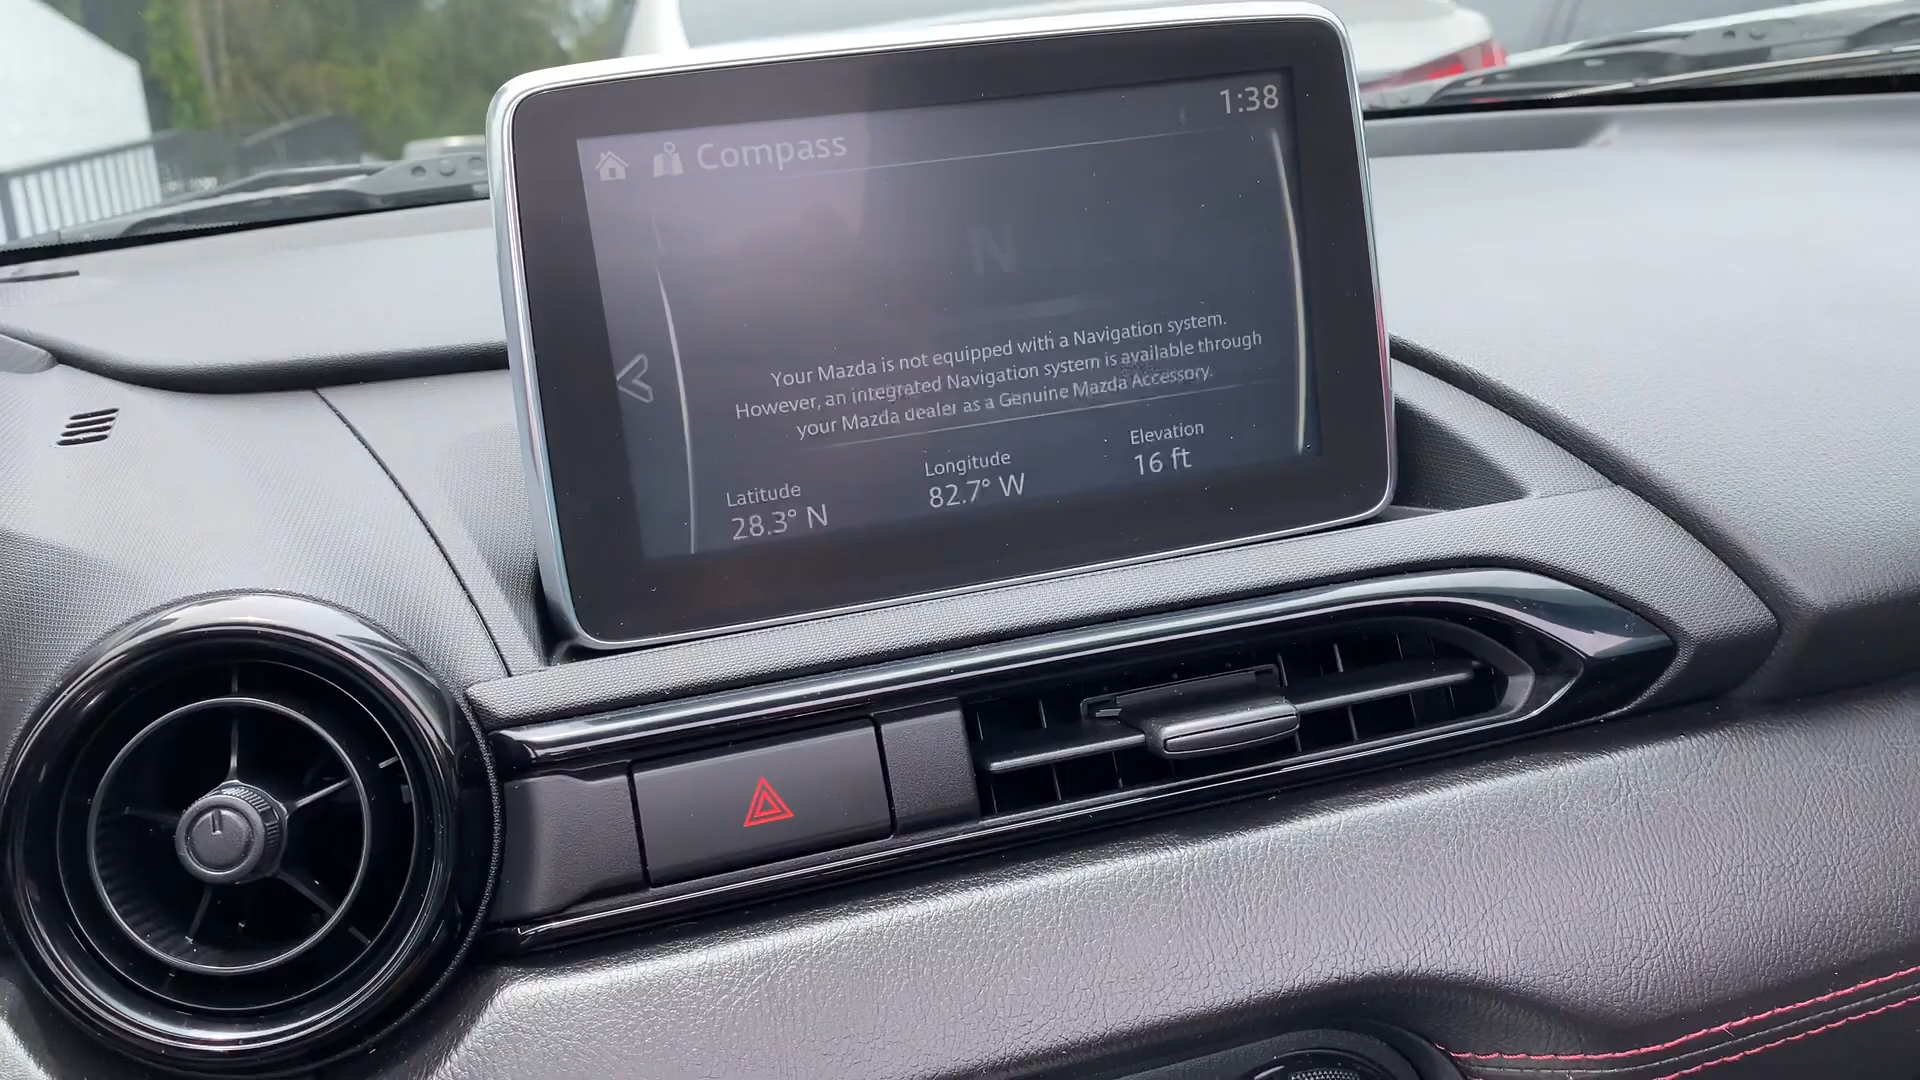 1:38
Compass
N
Your Mazda is not equipped with a Navigation system.
However, an integrated Navigation system is available through
your Mazda dealer as a Genuine Mazda Accessory.
Latitude
28.3° N
Longitude
82.7° W
Elevation
16 ft